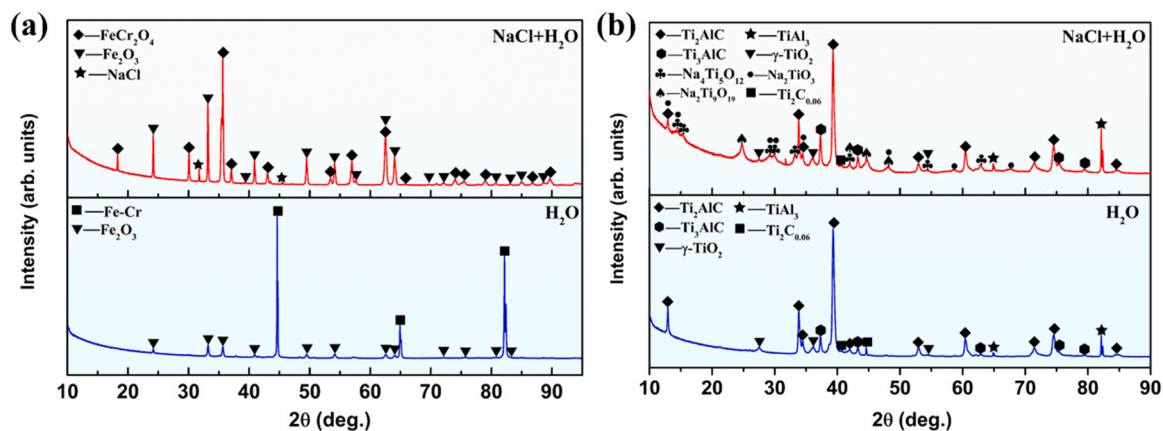 (a)
NaCl+H₂O
◆—FeCr₂O₄
▼—Fe₂O₃
★—NaCl
H₂O
■—Fe-Cr
▼—Fe₂O₃
Intensity (arb. units)
10 20 30 40 50 60 70 80 90
2θ (deg.)
(b)
NaCl+H₂O
◆—Ti₂AlC ★—TiAl₃
⬢—Ti₃AlC ▼—γ-TiO₂
♣—Na₄Ti₅O₁₂ ●—Na₂TiO₃
♠—Na₂Ti₉O₁₉ ■—Ti₂C₀.₀₆
H₂O
◆—Ti₂AlC ★—TiAl₃
⬢—Ti₃AlC ■—Ti₂C₀.₀₆
▼—γ-TiO₂
Intensity (arb. units)
10 20 30 40 50 60 70 80 90
2θ (deg.)